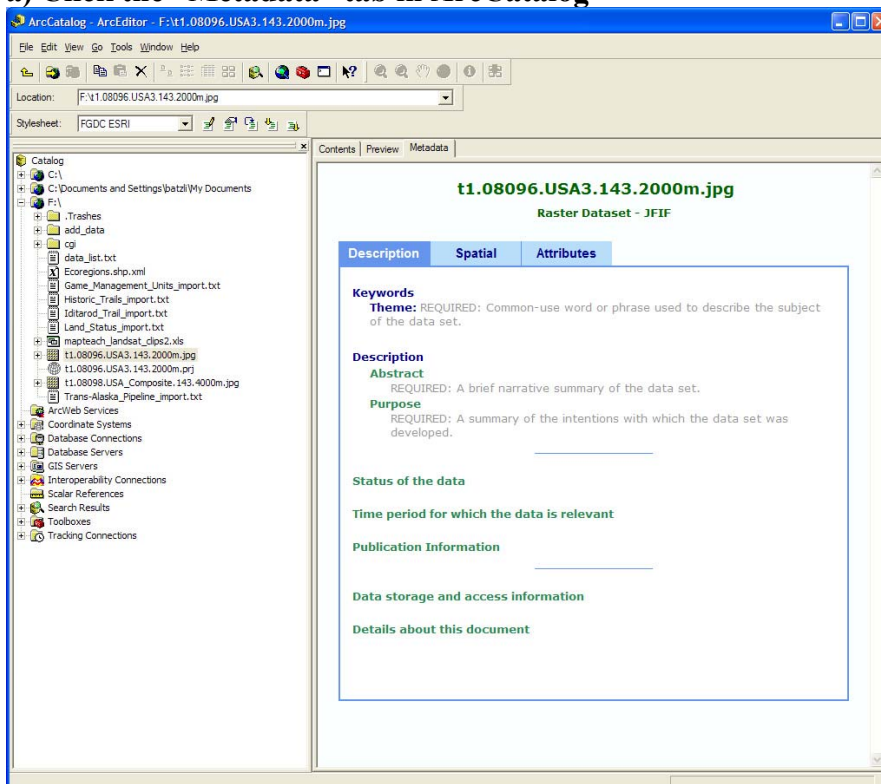 a) Click the "Metadata" tab in ArcCatalog
ArcCatalog - ArcEditor - F:\t1.08096.USA3.143.2000m.jpg
File Edit View Go Tools Window Help
Location: F:\t1.08096.USA3.143.2000m.jpg
Stylesheet: FGDC ESRI
Contents Preview Metadata
Catalog
C:\
C:\Documents and Settings\batzli\My Documents
F:\
.Trashes
add_data
cgi
data_list.txt
Ecoregions.shp.xml
Game_Management_Units_import.txt
Historic_Trails_import.txt
Iditarod_Trail_import.txt
Land_Status_import.txt
mapteach_landsat_clips2.xls
t1.08096.USA3.143.2000m.jpg
t1.08096.USA3.143.2000m.prj
t1.08098.USA_Composite.143.4000m.jpg
Trans-Alaska_Pipeline_import.txt
ArcWeb Services
Coordinate Systems
Database Connections
Database Servers
GIS Servers
Interoperability Connections
Scalar References
Search Results
Toolboxes
Tracking Connections
t1.08096.USA3.143.2000m.jpg
Raster Dataset - JFIF
Description Spatial Attributes
Keywords
Theme: REQUIRED: Common-use word or phrase used to describe the subject
of the data set.
Description
Abstract
REQUIRED: A brief narrative summary of the data set.
Purpose
REQUIRED: A summary of the intentions with which the data set was
developed.
Status of the data
Time period for which the data is relevant
Publication Information
Data storage and access information
Details about this document